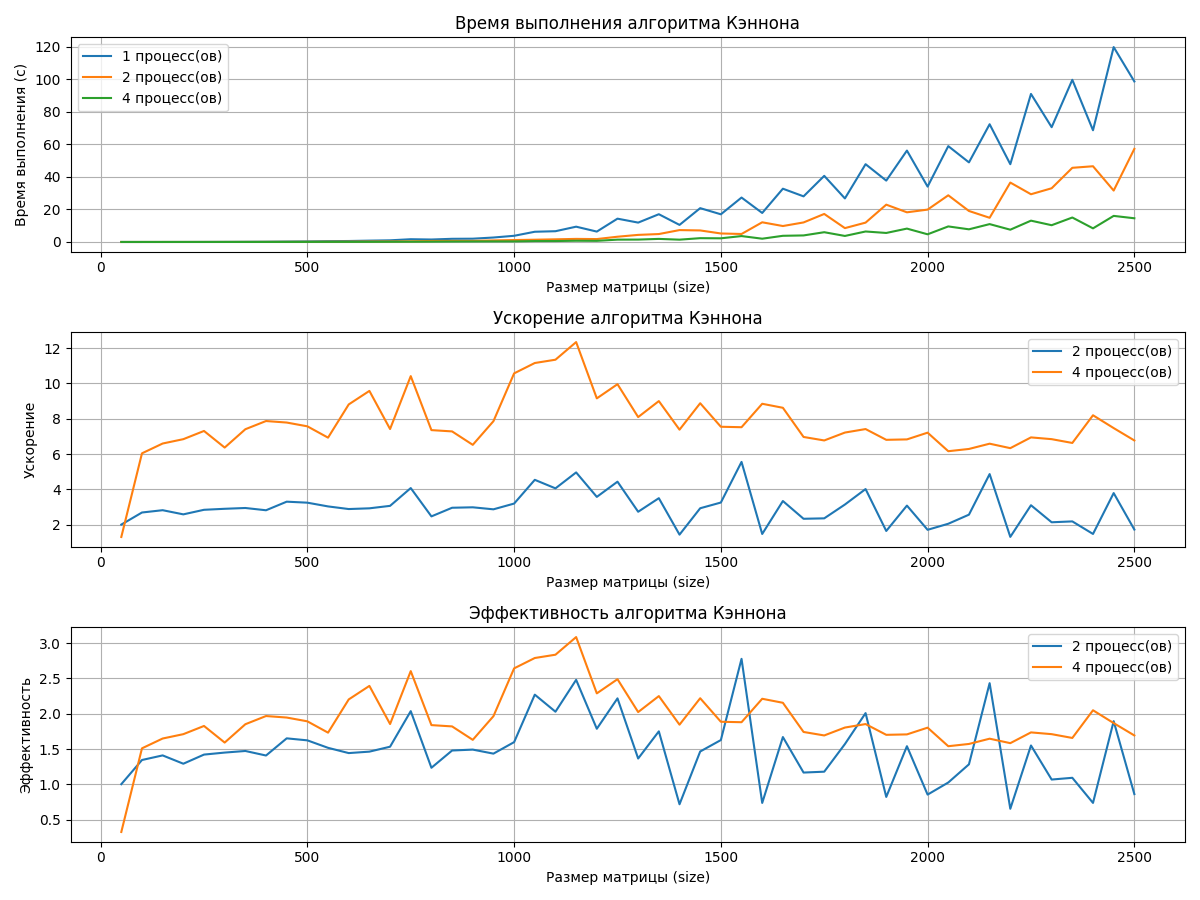 Время выполнения алгоритма Кэннона
Время выполнения (с)
120
100
80
60
40
20
0
1 процесс(ов)
2 процесс(ов)
4 процесс(ов)
0 500 1000 1500 2000 2500
Размер матрицы (size)
Ускорение алгоритма Кэннона
Ускорение
12
10
8
6
4
2
2 процесс(ов)
4 процесс(ов)
0 500 1000 1500 2000 2500
Размер матрицы (size)
Эффективность алгоритма Кэннона
Эффективность
3.0
2.5
2.0
1.5
1.0
0.5
2 процесс(ов)
4 процесс(ов)
0 500 1000 1500 2000 2500
Размер матрицы (size)